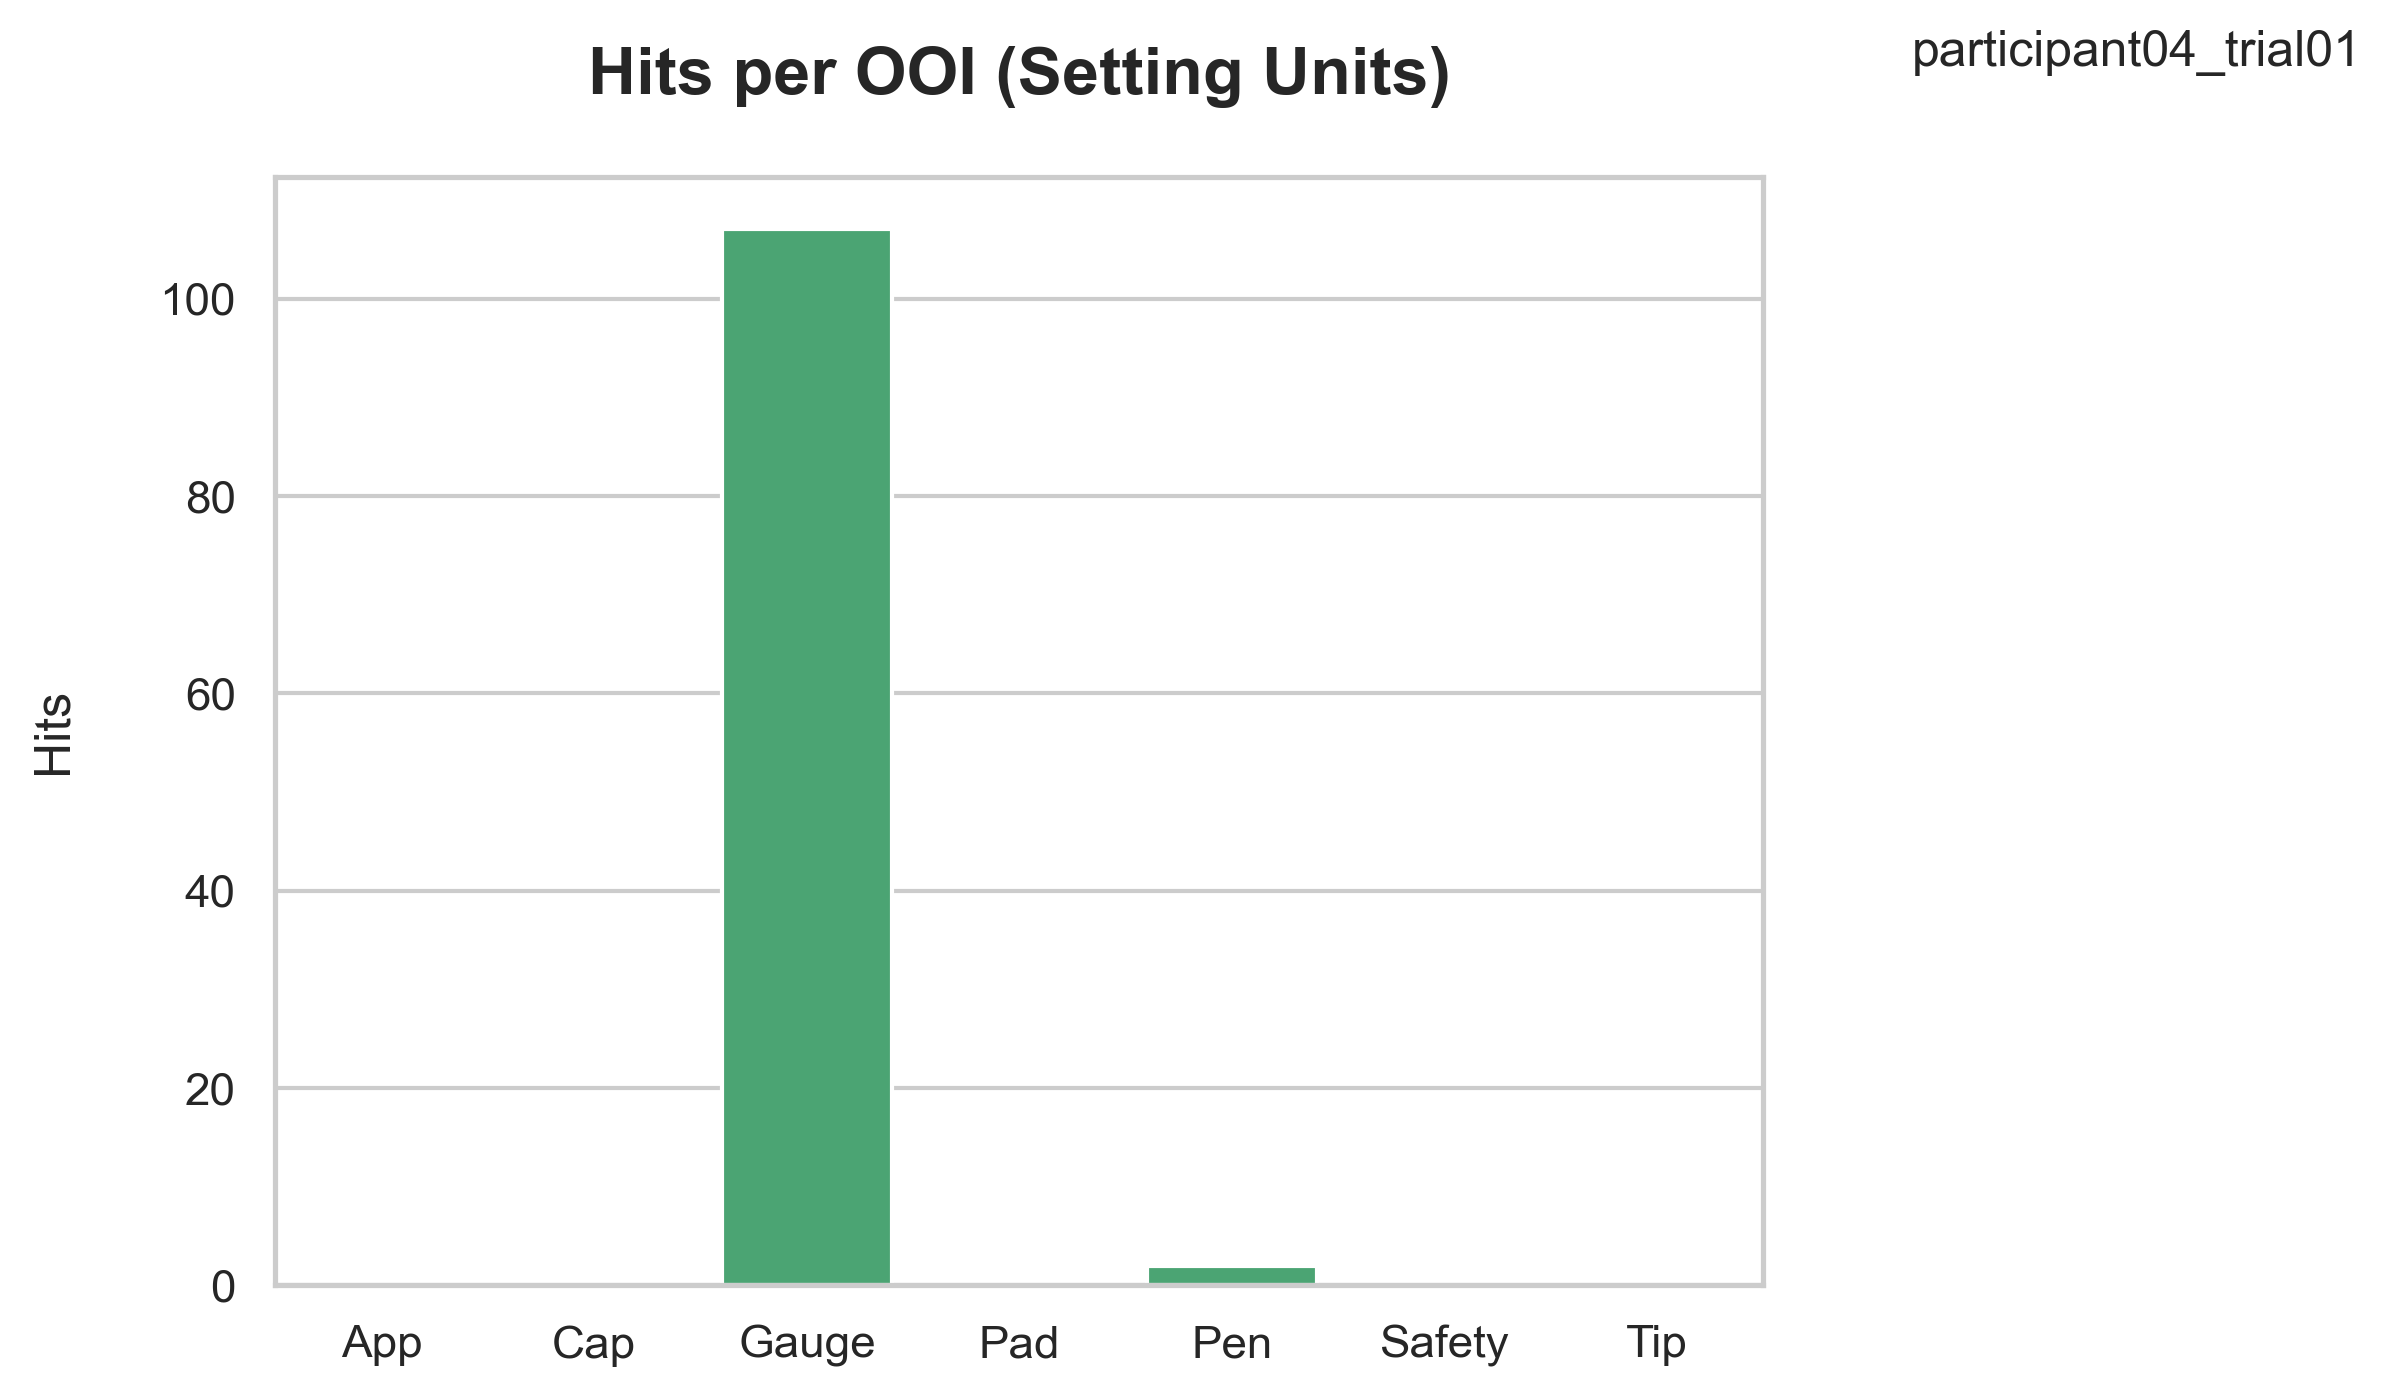 participant04_trial01
Hits per OOI (Setting Units)
Hits
100
80
60
40
20
0
App Cap Gauge Pad Pen Safety Tip